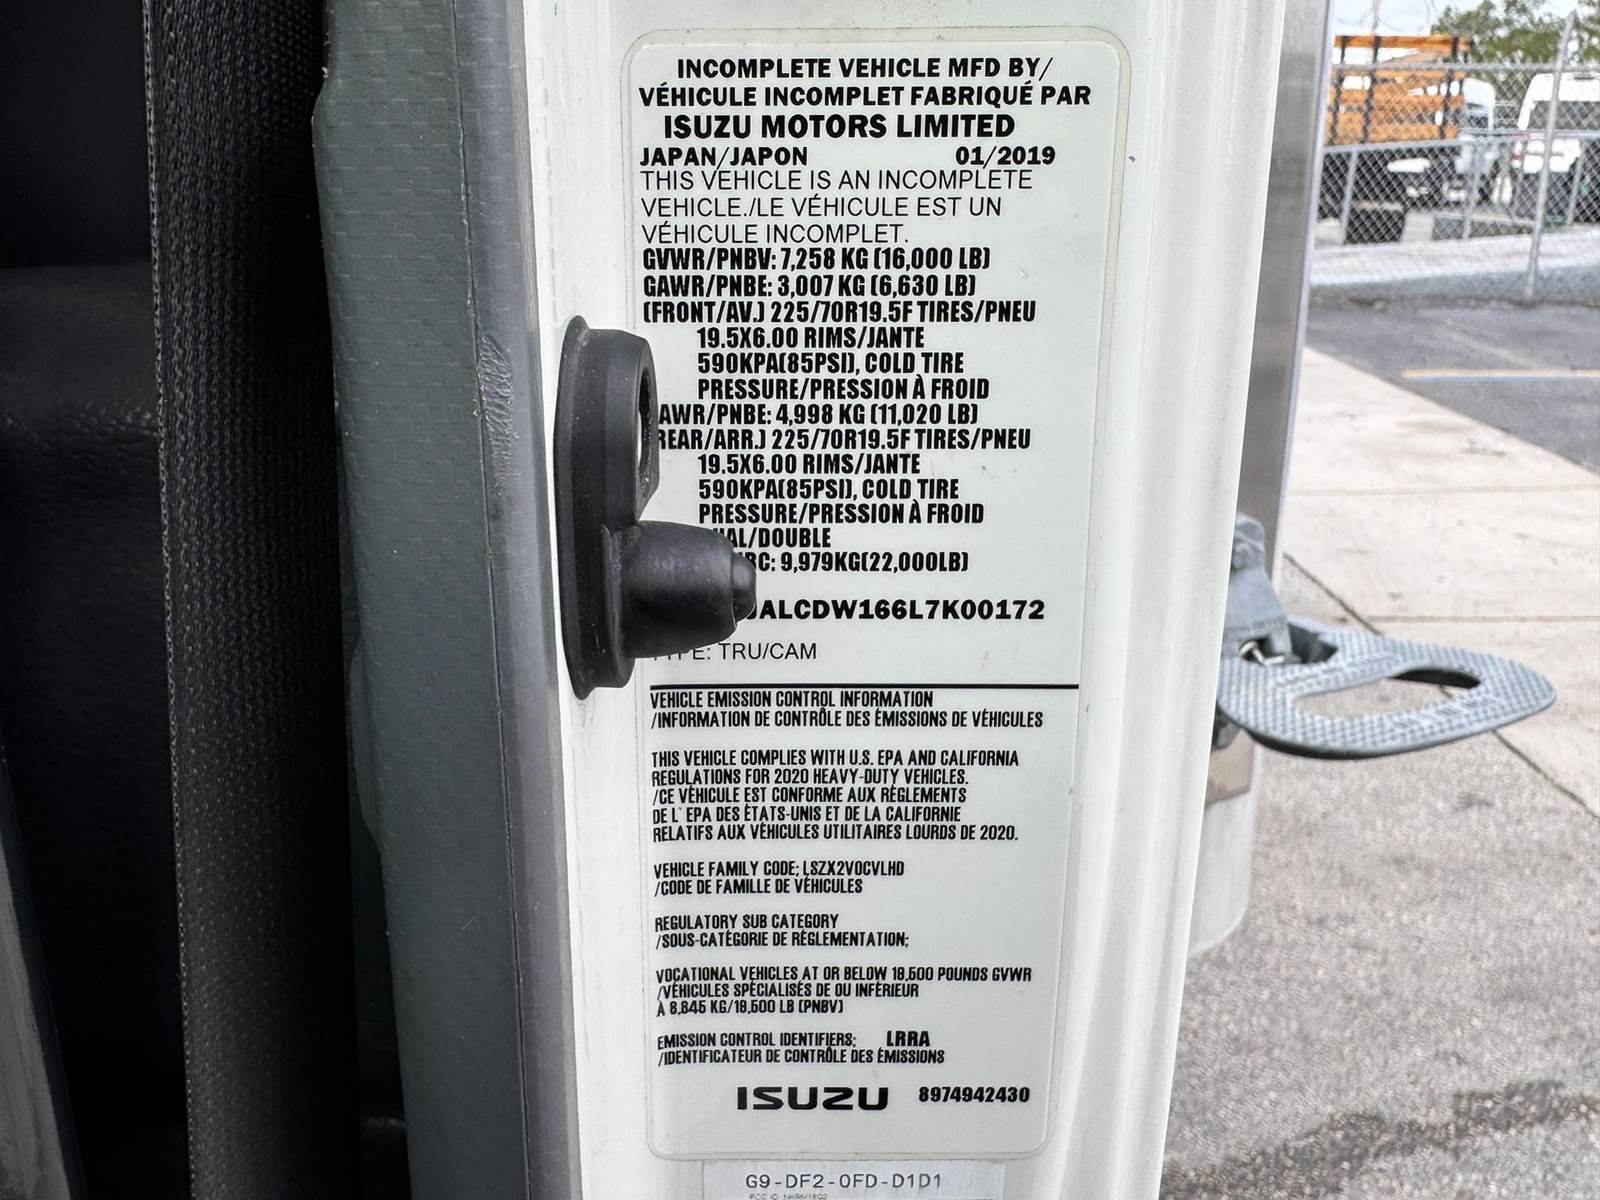 INCOMPLETE VEHICLE MFD BY/
VÉHICULE INCOMPLET FABRIQUÉ PAR
ISUZU MOTORS LIMITED
JAPAN/JAPON 01/2019
THIS VEHICLE IS AN INCOMPLETE
VEHICLE./LE VÉHICULE EST UN
VÉHICULE INCOMPLET.
GVWR/PNBV: 7,258 KG (16,000 LB)
GAWR/PNBE: 3,007 KG (6,630 LB)
(FRONT/AV.) 225/70R19.5F TIRES/PNEU
19.5X6.00 RIMS/JANTE
590KPA(85PSI), COLD TIRE
PRESSURE/PRESSION À FROID
AWR/PNBE: 4,998 KG (11,020 LB)
REAR/ARR.) 225/70R19.5F TIRES/PNEU
19.5X6.00 RIMS/JANTE
590KPA(85PSI), COLD TIRE
PRESSURE/PRESSION À FROID
UAL/DOUBLE
BC: 9,979KG(22,000LB)
JALCDW166L7K00172
TYPE: TRU/CAM
VEHICLE EMISSION CONTROL INFORMATION
/INFORMATION DE CONTRÔLE DES ÉMISSIONS DE VÉHICULES
THIS VEHICLE COMPLIES WITH U.S. EPA AND CALIFORNIA
REGULATIONS FOR 2020 HEAVY-DUTY VEHICLES.
/CE VÉHICULE EST CONFORME AUX RÈGLEMENTS
DE L' EPA DES ÉTATS-UNIS ET DE LA CALIFORNIE
RELATIFS AUX VÉHICULES UTILITAIRES LOURDS DE 2020.
VEHICLE FAMILY CODE; LSZX2VOCVLHD
/CODE DE FAMILLE DE VÉHICULES
REGULATORY SUB CATEGORY
/SOUS-CATÉGORIE DE RÉGLEMENTATION;
VOCATIONAL VEHICLES AT OR BELOW 19,500 POUNDS GVWR
/VÉHICULES SPÉCIALISÉS DE OU INFÉRIEUR
À 8,845 KG/19,500 LB (PNBV)
EMISSION CONTROL IDENTIFIERS; LRRA
/IDENTIFICATEUR DE CONTRÔLE DES ÉMISSIONS
ISUZU 8974942430
G9-DF2-0FD-D1D1